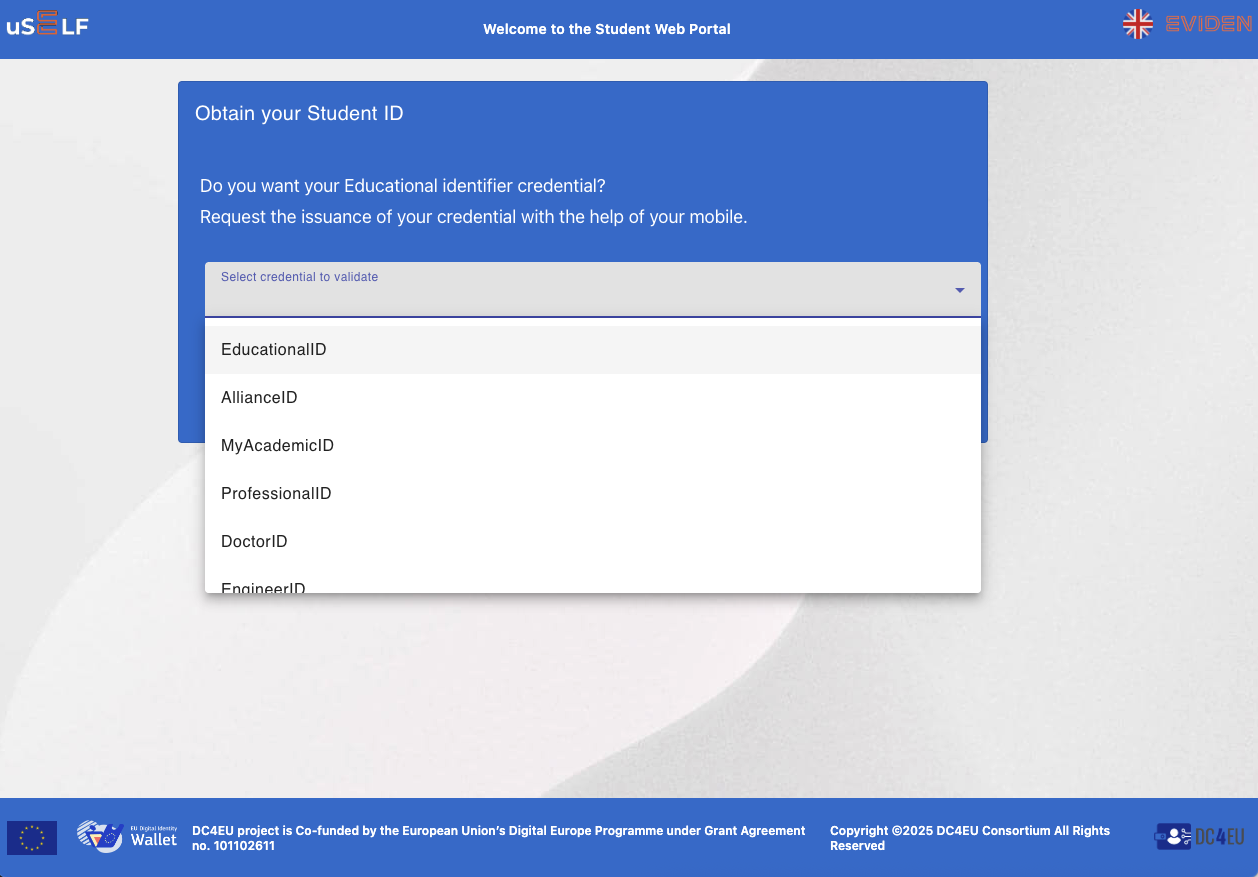 uSELF
Welcome to the Student Web Portal
EVIDEN
Obtain your Student ID
Do you want your Educational identifier credential?
Request the issuance of your credential with the help of your mobile.
Select credential to validate
EducationalID
AllianceID
MyAcademicID
ProfessionalID
DoctorID
EngineerID
EU Digital Identity
Wallet
DC4EU project is Co-funded by the European Union's Digital Europe Programme under Grant Agreement
no. 101102611
Copyright ©2025 DC4EU Consortium All Rights
Reserved
DC4EU